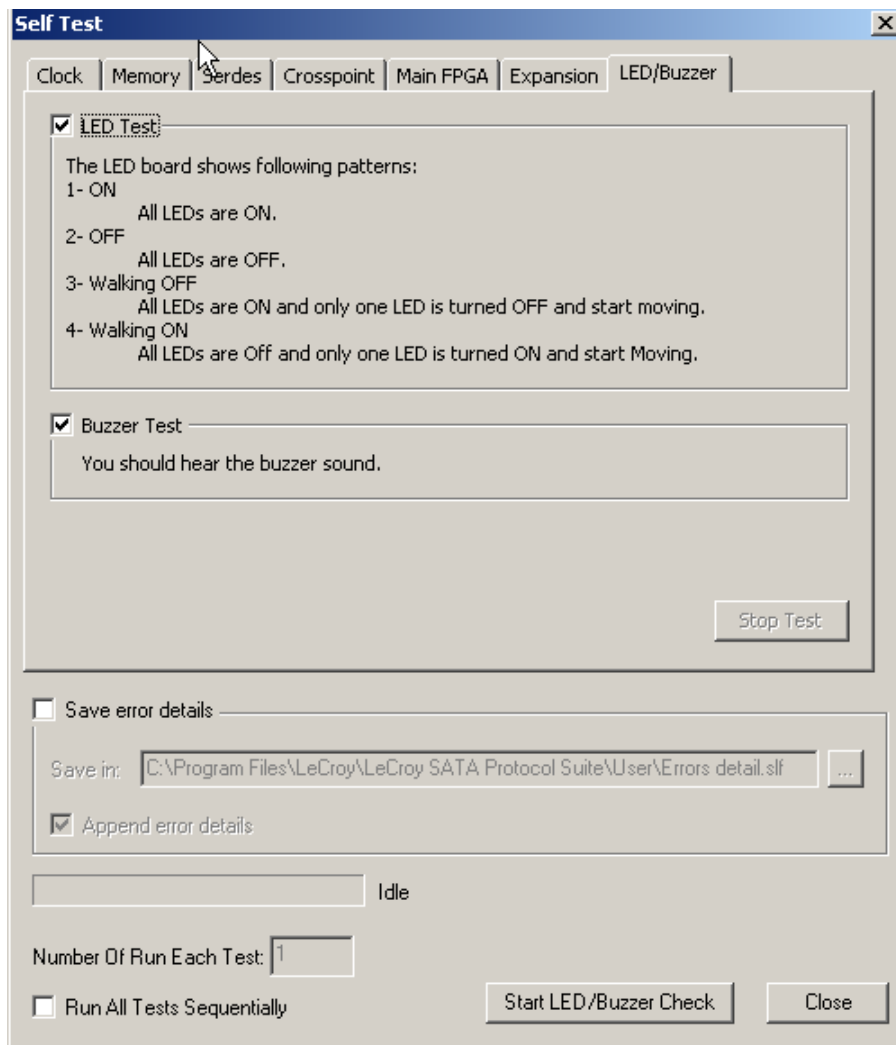 Self Test
Clock Memory Serdes Crosspoint Main FPGA Expansion LED/Buzzer
LED Test
The LED board shows following patterns:
1- ON
All LEDs are ON.
2- OFF
All LEDs are OFF.
3- Walking OFF
All LEDs are ON and only one LED is turned OFF and start moving.
4- Walking ON
All LEDs are Off and only one LED is turned ON and start Moving.
Buzzer Test
You should hear the buzzer sound.
Stop Test
Save error details
Save in: C:\Program Files\LeCroy\LeCroy SATA Protocol Suite\User\Errors detail.slf ...
Append error details
Idle
Number Of Run Each Test: 1
Run All Tests Sequentially Start LED/Buzzer Check Close